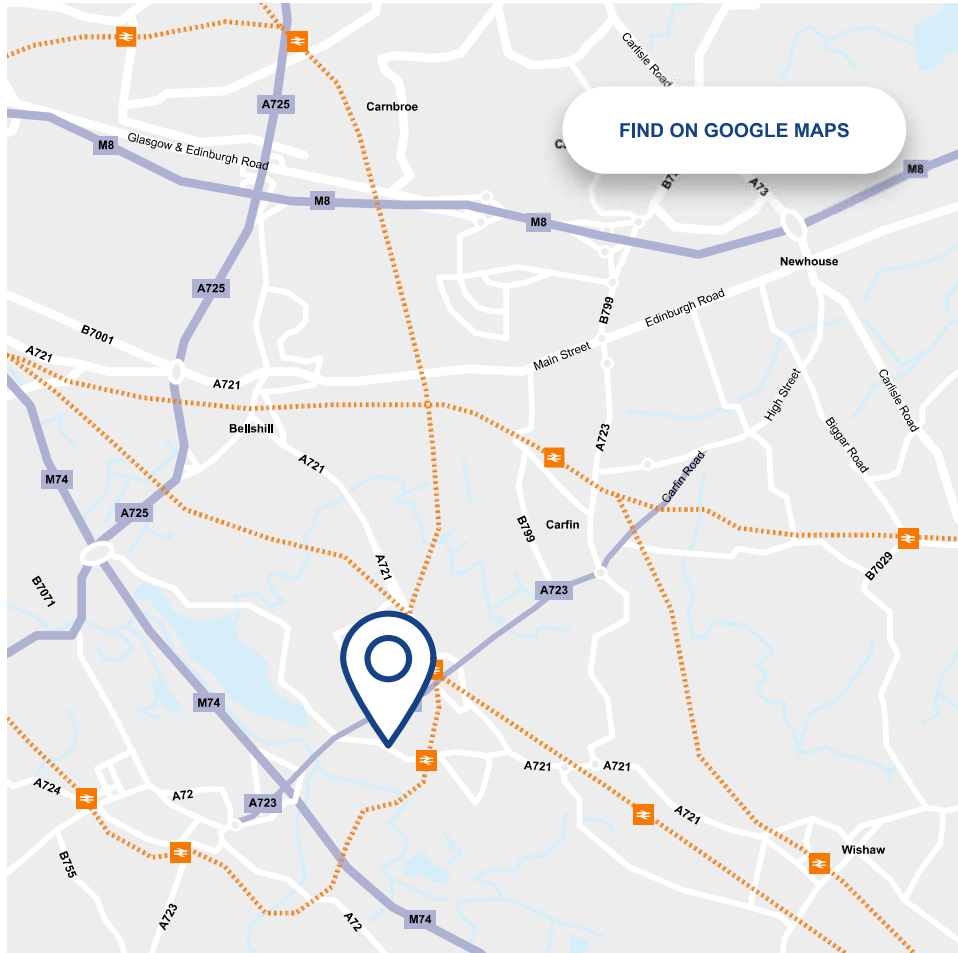 Carlisle Road
A725
Carnbroe
FIND ON GOOGLE MAPS
Glasgow & Edinburgh Road
M8
M8
A73
M8
M8
Newhouse
A725
B799
Edinburgh Road
B7001
A721
Main Street
A721
High Street
Carlisle Road
Bellshill
A723
Biggar Road
A721
M74
Carfin Road
A725
B799
Carfin
A721
B7029
B7071
A723
M74
A721
A721
A724
A72
A723
A721
B755
Wishaw
A723
A72
M74